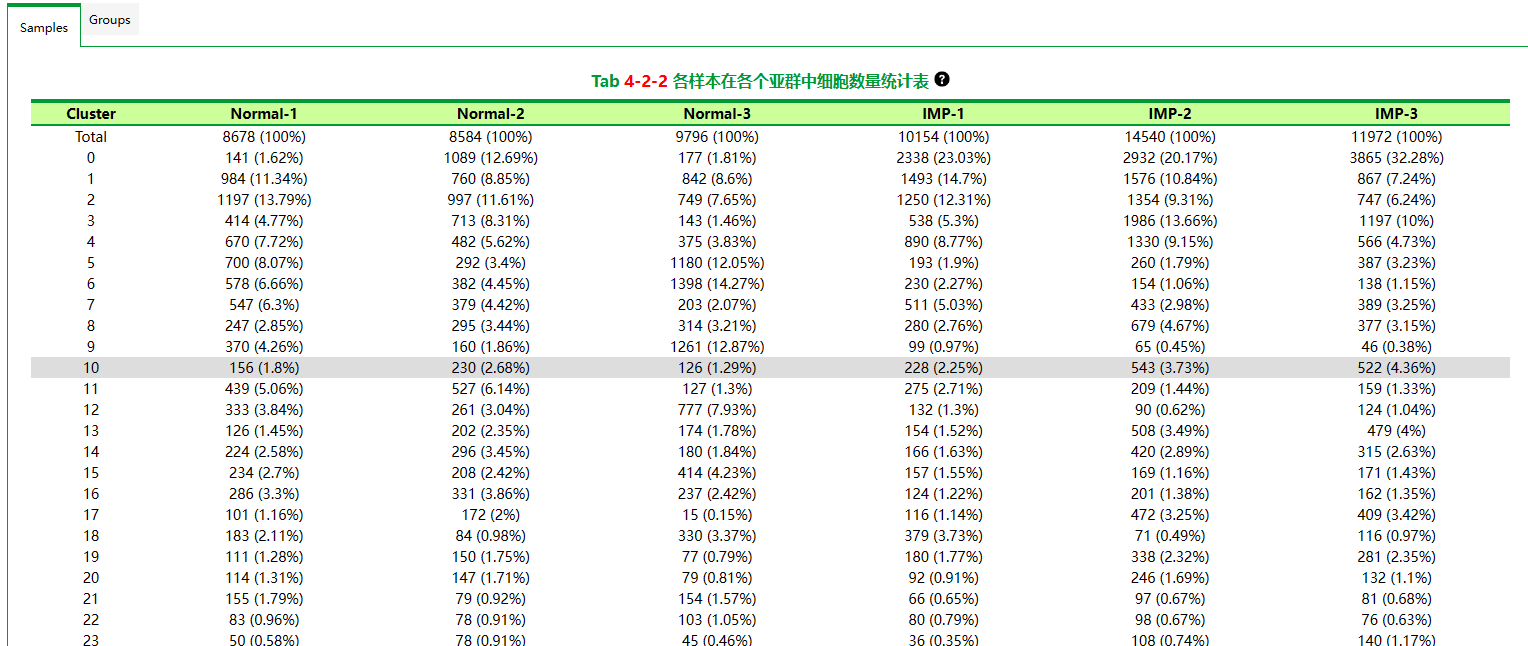 Samples
Groups
Tab 4-2-2 各样本在各个亚群中细胞数量统计表 ?
Cluster Normal-1 Normal-2 Normal-3 IMP-1 IMP-2 IMP-3
Total 8678 (100%) 8584 (100%) 9796 (100%) 10154 (100%) 14540 (100%) 11972 (100%)
0 141 (1.62%) 1089 (12.69%) 177 (1.81%) 2338 (23.03%) 2932 (20.17%) 3865 (32.28%)
1 984 (11.34%) 760 (8.85%) 842 (8.6%) 1493 (14.7%) 1576 (10.84%) 867 (7.24%)
2 1197 (13.79%) 997 (11.61%) 749 (7.65%) 1250 (12.31%) 1354 (9.31%) 747 (6.24%)
3 414 (4.77%) 713 (8.31%) 143 (1.46%) 538 (5.3%) 1986 (13.66%) 1197 (10%)
4 670 (7.72%) 482 (5.62%) 375 (3.83%) 890 (8.77%) 1330 (9.15%) 566 (4.73%)
5 700 (8.07%) 292 (3.4%) 1180 (12.05%) 193 (1.9%) 260 (1.79%) 387 (3.23%)
6 578 (6.66%) 382 (4.45%) 1398 (14.27%) 230 (2.27%) 154 (1.06%) 138 (1.15%)
7 547 (6.3%) 379 (4.42%) 203 (2.07%) 511 (5.03%) 433 (2.98%) 389 (3.25%)
8 247 (2.85%) 295 (3.44%) 314 (3.21%) 280 (2.76%) 679 (4.67%) 377 (3.15%)
9 370 (4.26%) 160 (1.86%) 1261 (12.87%) 99 (0.97%) 65 (0.45%) 46 (0.38%)
10 156 (1.8%) 230 (2.68%) 126 (1.29%) 228 (2.25%) 543 (3.73%) 522 (4.36%)
11 439 (5.06%) 527 (6.14%) 127 (1.3%) 275 (2.71%) 209 (1.44%) 159 (1.33%)
12 333 (3.84%) 261 (3.04%) 777 (7.93%) 132 (1.3%) 90 (0.62%) 124 (1.04%)
13 126 (1.45%) 202 (2.35%) 174 (1.78%) 154 (1.52%) 508 (3.49%) 479 (4%)
14 224 (2.58%) 296 (3.45%) 180 (1.84%) 166 (1.63%) 420 (2.89%) 315 (2.63%)
15 234 (2.7%) 208 (2.42%) 414 (4.23%) 157 (1.55%) 169 (1.16%) 171 (1.43%)
16 286 (3.3%) 331 (3.86%) 237 (2.42%) 124 (1.22%) 201 (1.38%) 162 (1.35%)
17 101 (1.16%) 172 (2%) 15 (0.15%) 116 (1.14%) 472 (3.25%) 409 (3.42%)
18 183 (2.11%) 84 (0.98%) 330 (3.37%) 379 (3.73%) 71 (0.49%) 116 (0.97%)
19 111 (1.28%) 150 (1.75%) 77 (0.79%) 180 (1.77%) 338 (2.32%) 281 (2.35%)
20 114 (1.31%) 147 (1.71%) 79 (0.81%) 92 (0.91%) 246 (1.69%) 132 (1.1%)
21 155 (1.79%) 79 (0.92%) 154 (1.57%) 66 (0.65%) 97 (0.67%) 81 (0.68%)
22 83 (0.96%) 78 (0.91%) 103 (1.05%) 80 (0.79%) 98 (0.67%) 76 (0.63%)
23 50 (0.58%) 78 (0.91%) 45 (0.46%) 36 (0.35%) 108 (0.74%) 140 (1.17%)